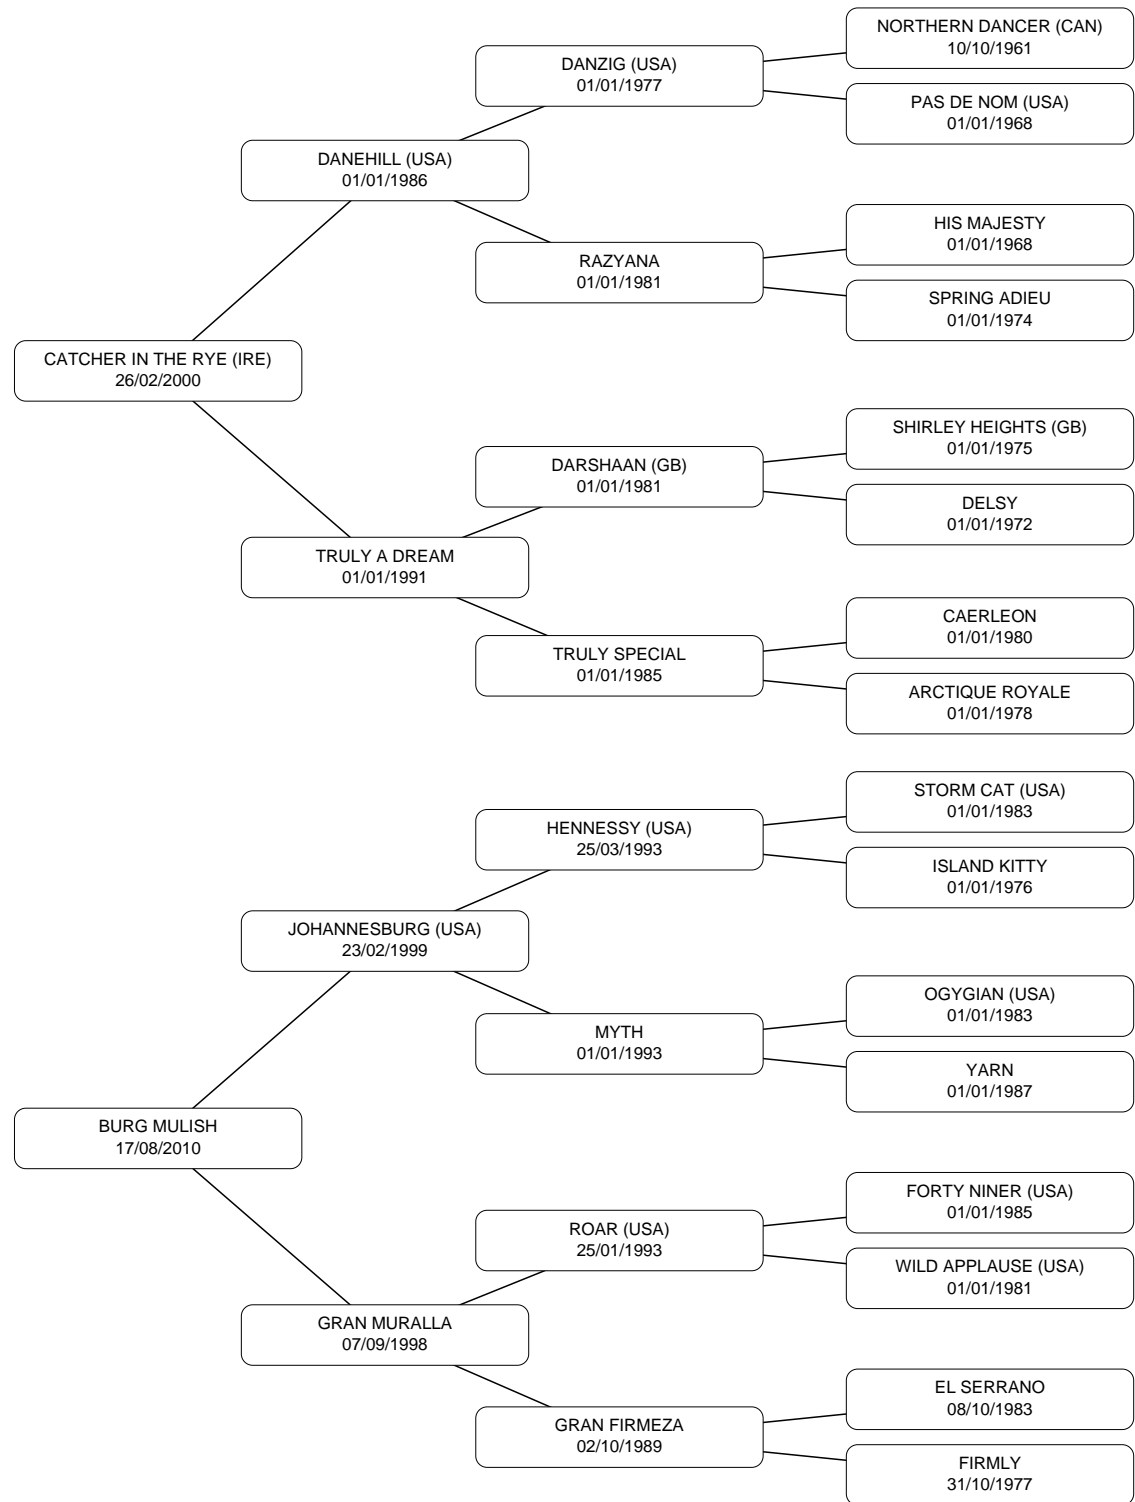 NORTHERN DANCER (CAN)
10/10/1961
DANZIG (USA)
01/01/1977
PAS DE NOM (USA)
01/01/1968
DANEHILL (USA)
01/01/1986
HIS MAJESTY
01/01/1968
RAZYANA
01/01/1981
SPRING ADIEU
01/01/1974
CATCHER IN THE RYE (IRE)
26/02/2000
SHIRLEY HEIGHTS (GB)
01/01/1975
DARSHAAN (GB)
01/01/1981
DELSY
01/01/1972
TRULY A DREAM
01/01/1991
CAERLEON
01/01/1980
TRULY SPECIAL
01/01/1985
ARCTIQUE ROYALE
01/01/1978
STORM CAT (USA)
01/01/1983
HENNESSY (USA)
25/03/1993
ISLAND KITTY
01/01/1976
JOHANNESBURG (USA)
23/02/1999
OGYGIAN (USA)
01/01/1983
MYTH
01/01/1993
YARN
01/01/1987
BURG MULISH
17/08/2010
FORTY NINER (USA)
01/01/1985
ROAR (USA)
25/01/1993
WILD APPLAUSE (USA)
01/01/1981
GRAN MURALLA
07/09/1998
EL SERRANO
08/10/1983
GRAN FIRMEZA
02/10/1989
FIRMLY
31/10/1977